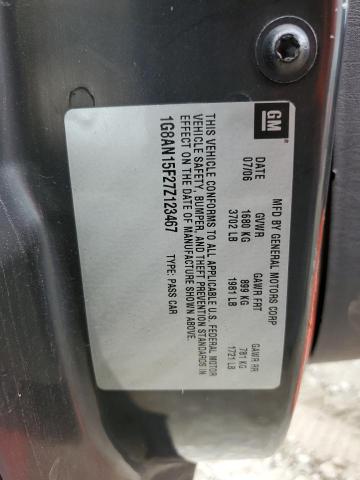 GM
MFD BY GENERAL MOTORS CORP
DATE GVWR GAWR FRT GAWR RR
07/06 1680 KG 899 KG 781 KG
3702 LB 1981 LB 1721 LB
THIS VEHICLE CONFORMS TO ALL APPLICABLE U.S. FEDERAL MOTOR
VEHICLE SAFETY, BUMPER, AND THEFT PREVENTION STANDARDS IN
EFFECT ON THE DATE OF MANUFACTURE SHOWN ABOVE.
1G8AN15F27Z123467 TYPE: PASS CAR